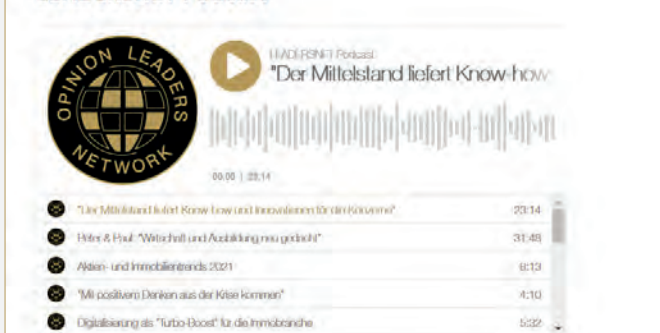 OPINION LEADERS NETWORK
LEADERSNET Podcast
"Der Mittelstand liefert Know-how
00:00 | 23:14
"Der Mittelstand liefert Know-how und Innovationen für die Konzerne" 23:14
Peter & Paul: "Wirtschaft und Ausbildung neu gedacht" 31:48
Aktien- und Immobilientrends 2021 6:13
"Mit positivem Denken aus der Krise kommen" 4:10
Digitalisierung als "Turbo-Boost" für die Immobranche 5:32